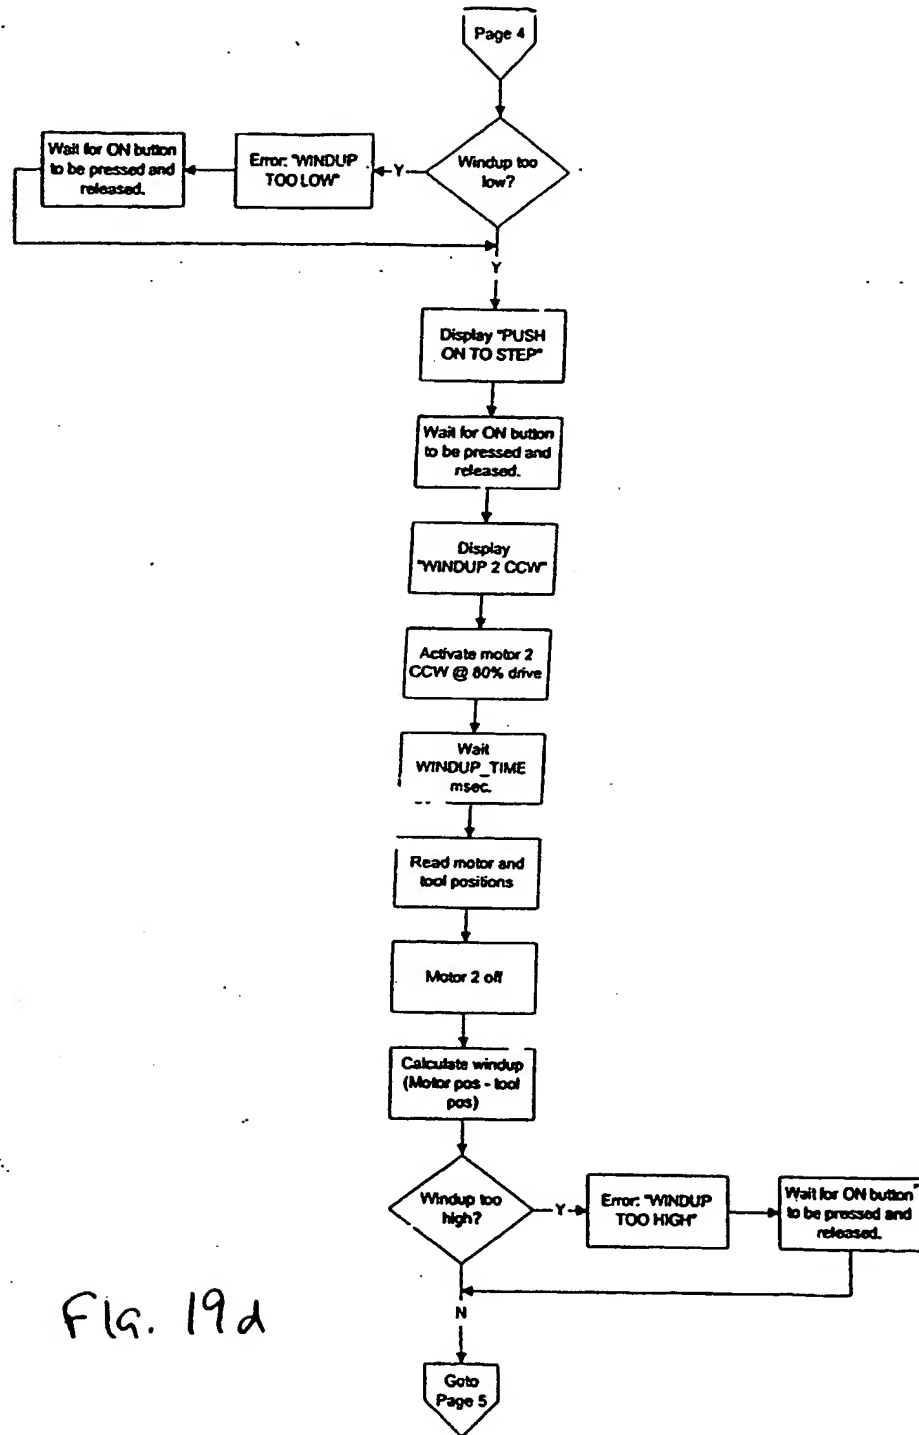 Page 4
Windup too
low?
Y
Error: "WINDUP
TOO LOW"
Wait for ON button
to be pressed and
released.
Y
Display "PUSH
ON TO STEP"
Wait for ON button
to be pressed and
released.
Display
"WINDUP 2 CCW"
Activate motor 2
CCW @ 80% drive
Wait
WINDUP_TIME
msec.
Read motor and
tool positions
Motor 2 off
Calculate windup
(Motor pos - tool
pos)
Windup too
high?
Y
Error: "WINDUP
TOO HIGH"
Wait for ON button
to be pressed and
released.
N
Goto
Page 5
FIG. 19d